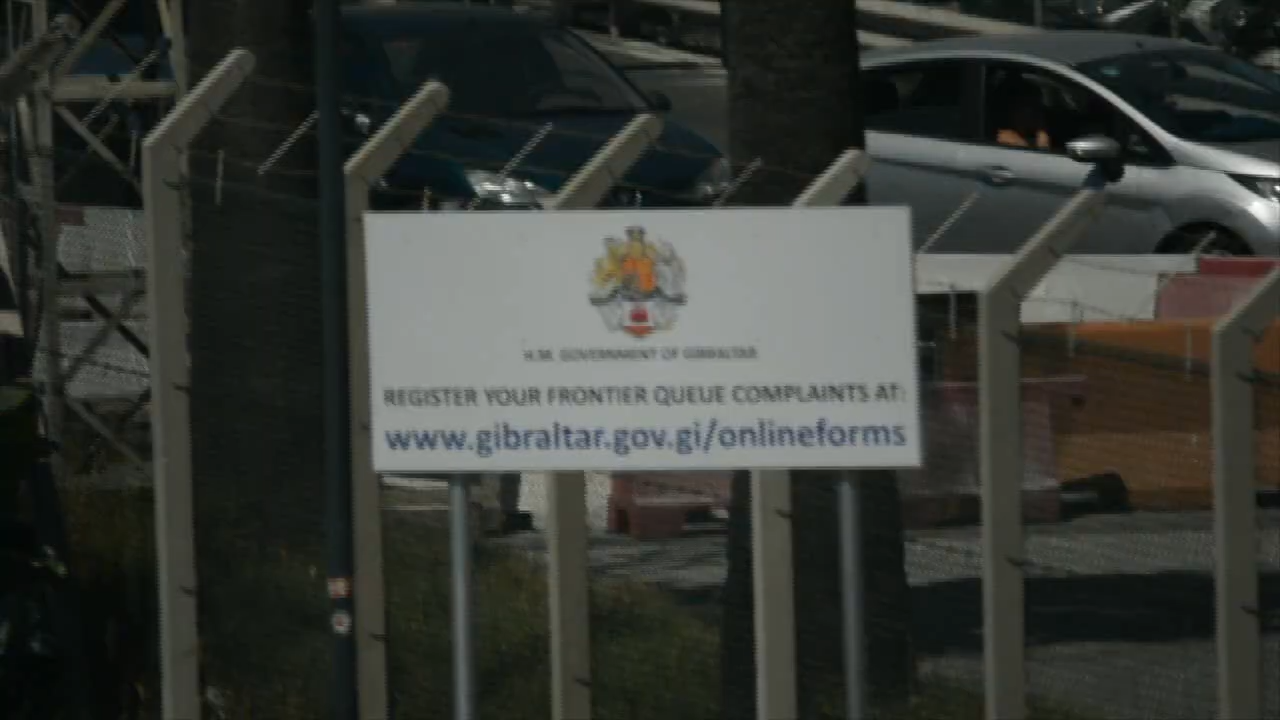 H.M. GOVERNMENT OF GIBRALTAR
REGISTER YOUR FRONTIER QUEUE COMPLAINTS AT:
www.gibraltar.gov.gi/onlineforms